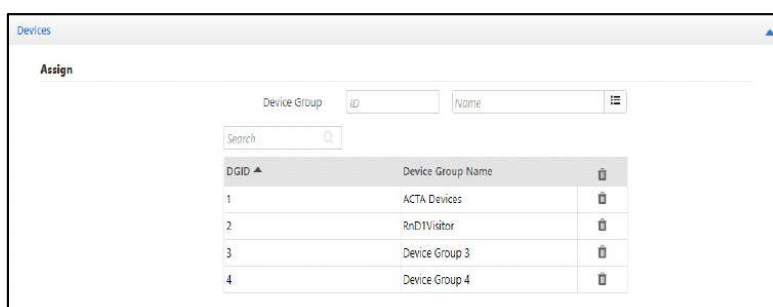 Devices
Assign
Device Group ID Name
Search
DGID Device Group Name
1 ACTA Devices
2 RnD1Visitor
3 Device Group 3
4 Device Group 4